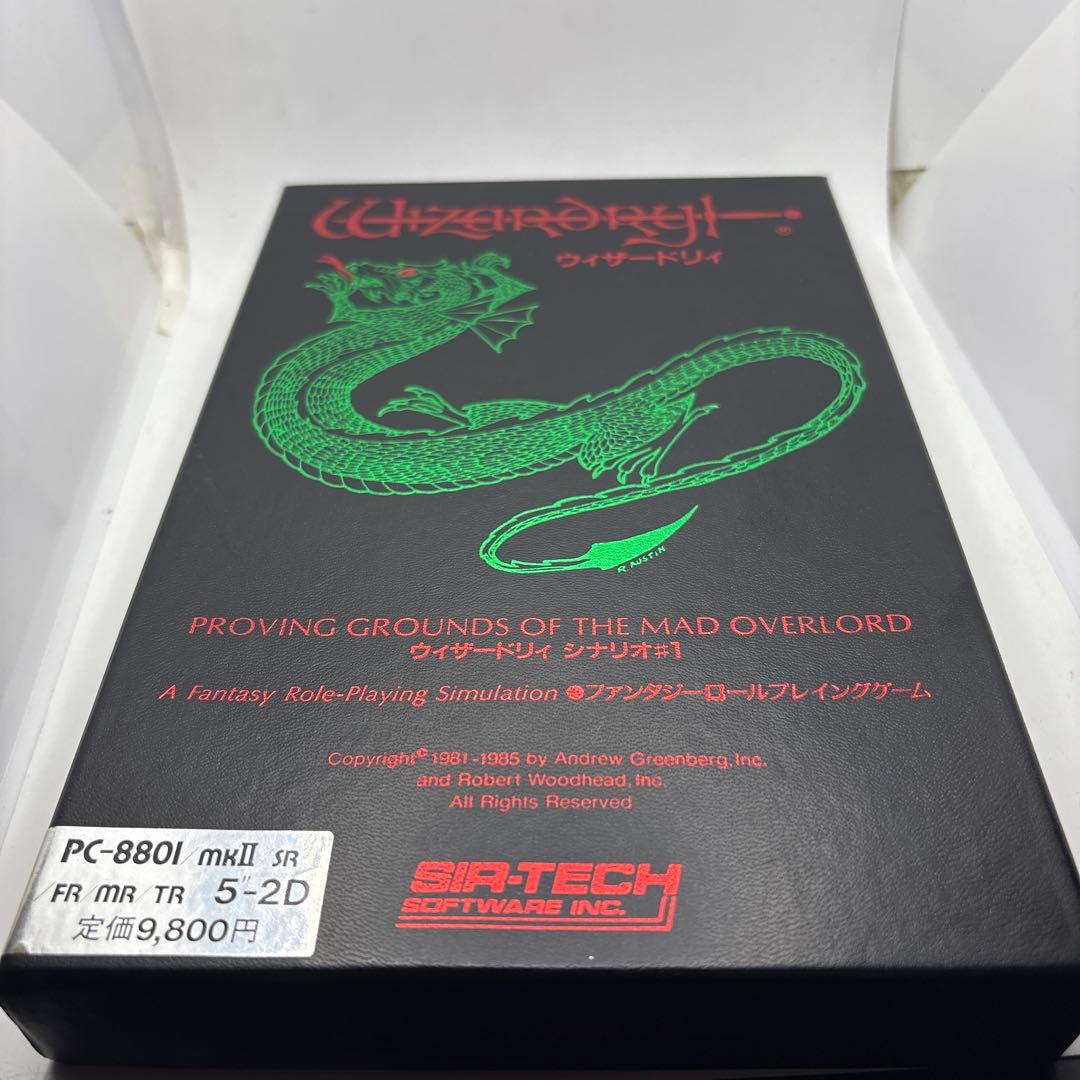 Wizardry
®
ウィザードリィ
R. AUSTIN
PROVING GROUNDS OF THE MAD OVERLORD
ウィザードリィ シナリオ#1
A Fantasy Role-Playing Simulation ●ファンタジーロールプレイングゲーム
Copyright © 1981-1985 by Andrew Greenberg, Inc.
and Robert Woodhead, Inc.
All Rights Reserved
PC-8801/mkII SR
/FR/MR/TR 5"-2D
定価9,800円
SIR-TECH
SOFTWARE INC.